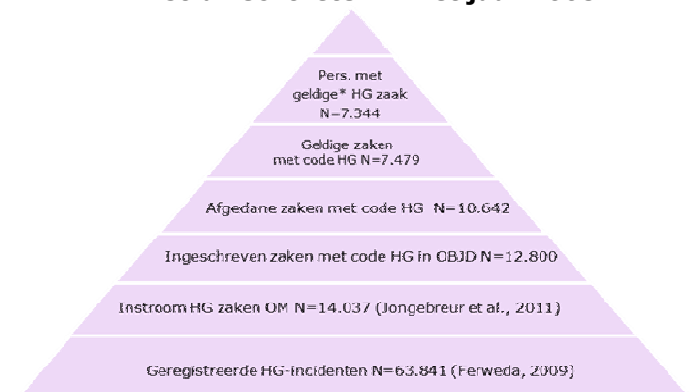 Pers. met
geldige* HG zaak
N=7.344
Geldige zaken
met code HG N=7.479
Afgedane zaken met code HG N=10.642
Ingeschreven zaken met code HG in OBJD N=12.800
Instroom HG zaken OM N=14.037 (Jongebreur et al., 2011)
Geregistreerde HG-incidenten N=63.841 (Ferweda, 2009)